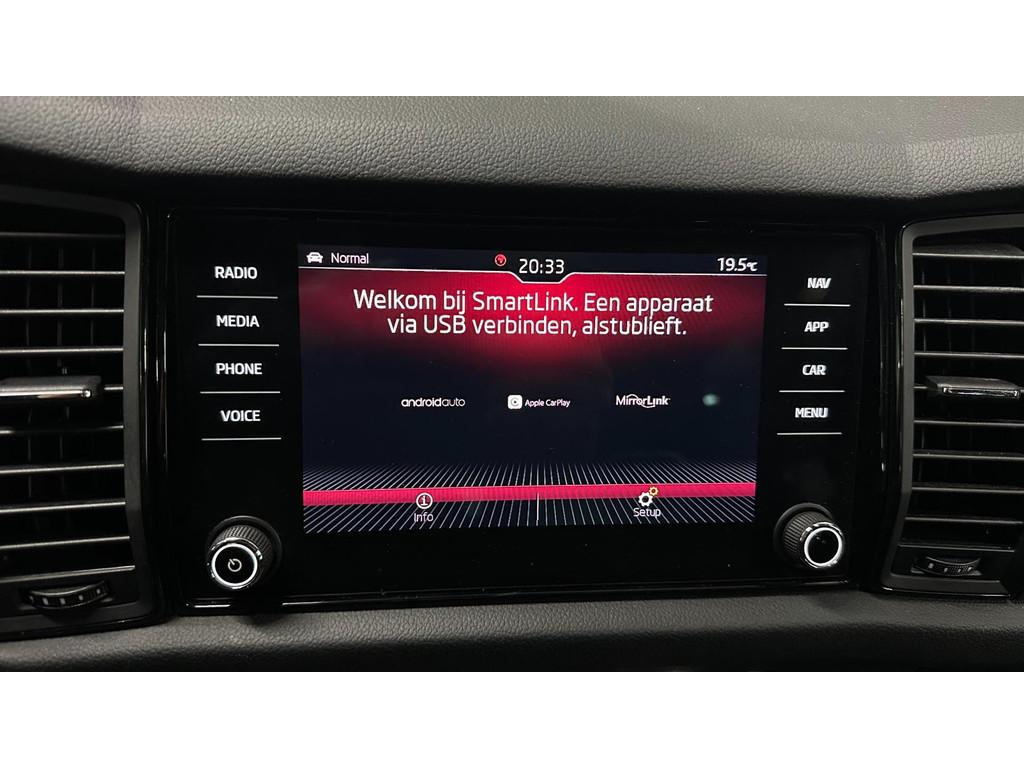 Normal
20:33
19.5°C
Welkom bij SmartLink. Een apparaat
via USB verbinden, alstublieft.
androidauto
Apple CarPlay
MirrorLink
Info
Setup
RADIO
MEDIA
PHONE
VOICE
NAV
APP
CAR
MENU